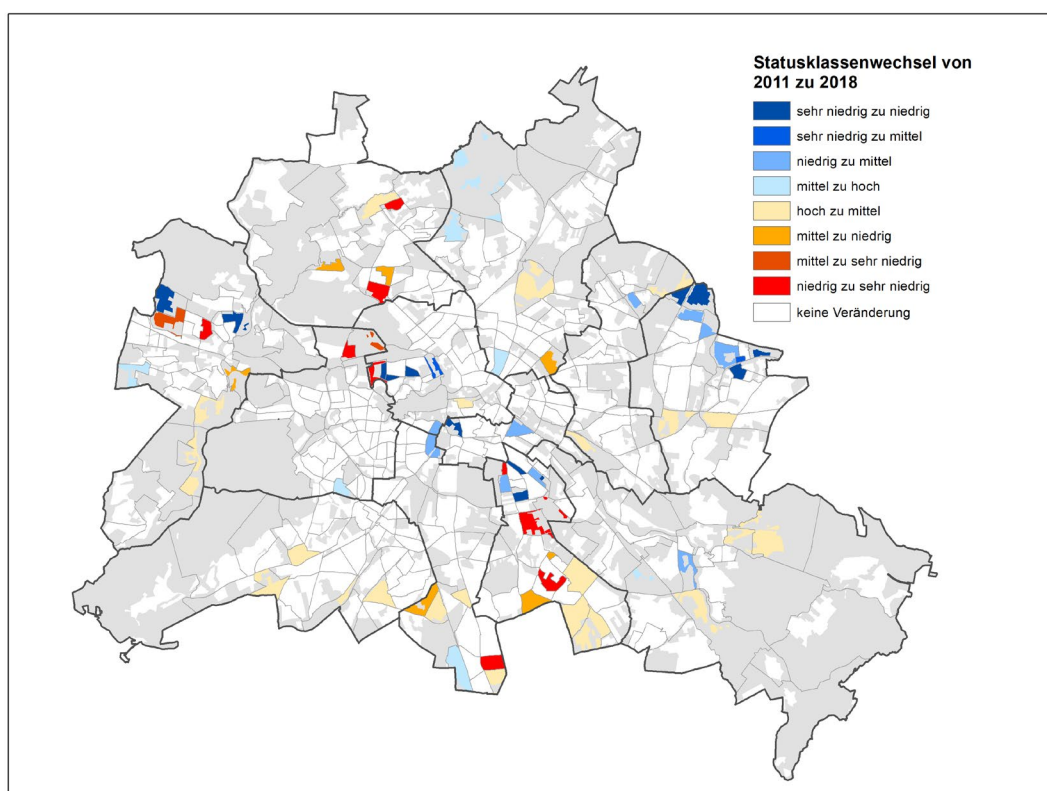 Statusklassenwechsel von
2011 zu 2018
sehr niedrig zu niedrig
sehr niedrig zu mittel
niedrig zu mittel
mittel zu hoch
hoch zu mittel
mittel zu niedrig
mittel zu sehr niedrig
niedrig zu sehr niedrig
keine Veränderung